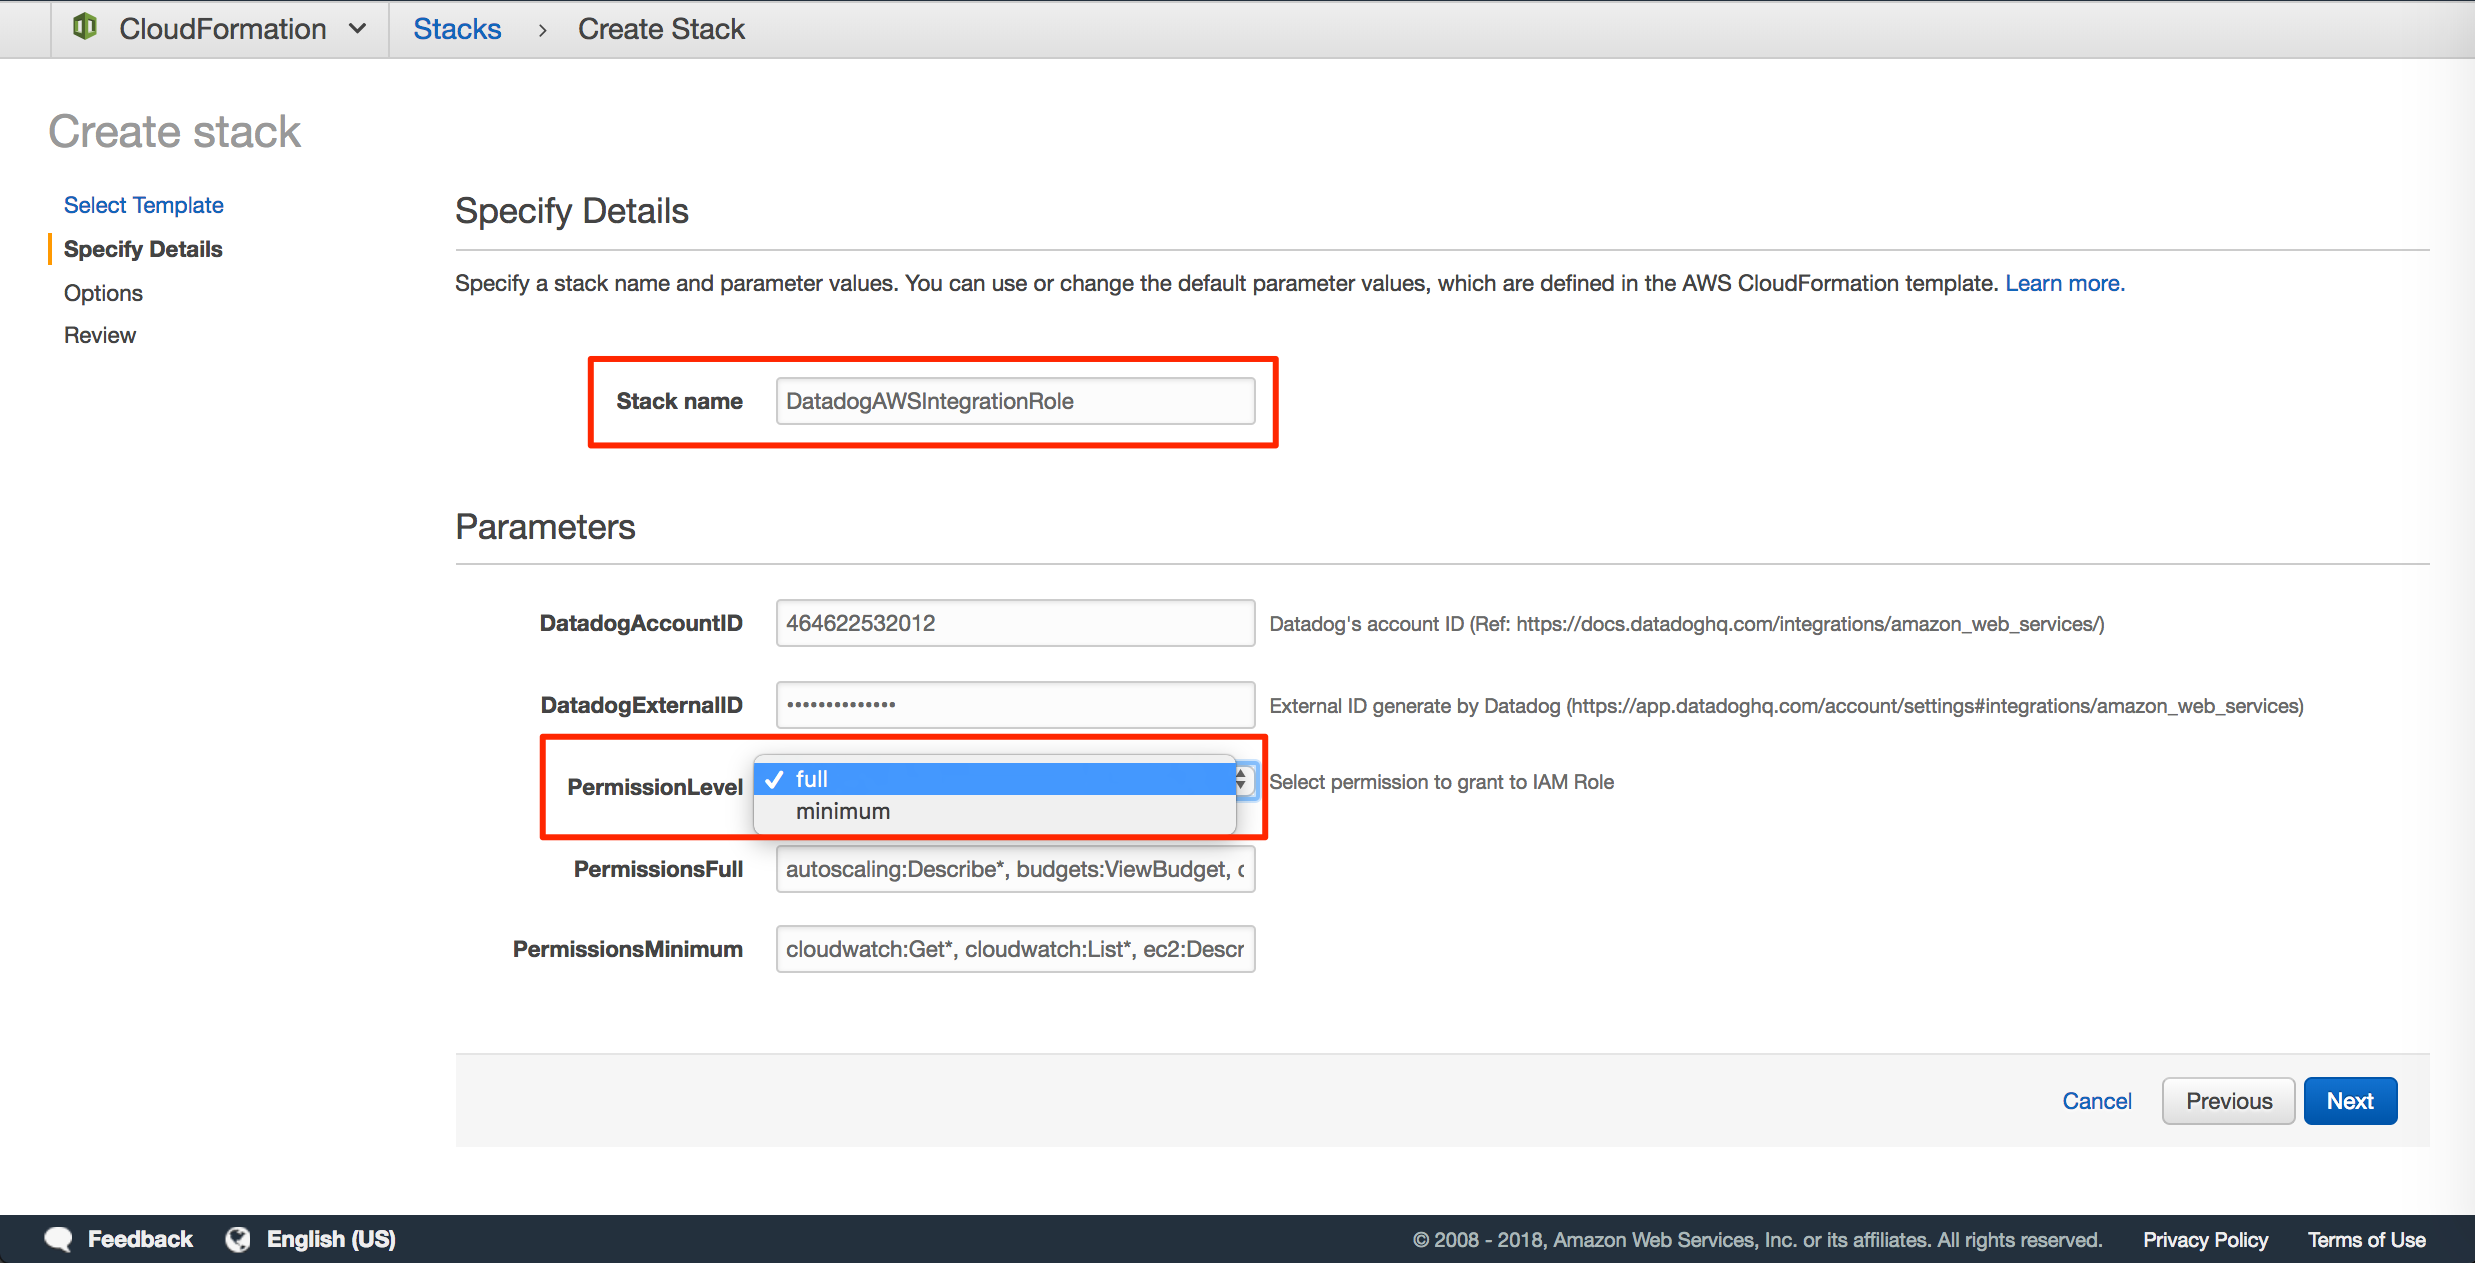 CloudFormation Stacks › Create Stack
Create stack
Select Template
Specify Details
Options
Review
Specify Details
Specify a stack name and parameter values. You can use or change the default parameter values, which are defined in the AWS CloudFormation template. Learn more.
Stack name DatadogAWSIntegrationRole
Parameters
DatadogAccountID 464622532012 Datadog's account ID (Ref: https://docs.datadoghq.com/integrations/amazon_web_services/)
DatadogExternalID •••••••••••••• External ID generate by Datadog (https://app.datadoghq.com/account/settings#integrations/amazon_web_services)
PermissionLevel ✓ full Select permission to grant to IAM Role
minimum
PermissionsFull autoscaling:Describe*, budgets:ViewBudget, c
PermissionsMinimum cloudwatch:Get*, cloudwatch:List*, ec2:Descr
Cancel Previous Next
Feedback English (US) © 2008 - 2018, Amazon Web Services, Inc. or its affiliates. All rights reserved. Privacy Policy Terms of Use